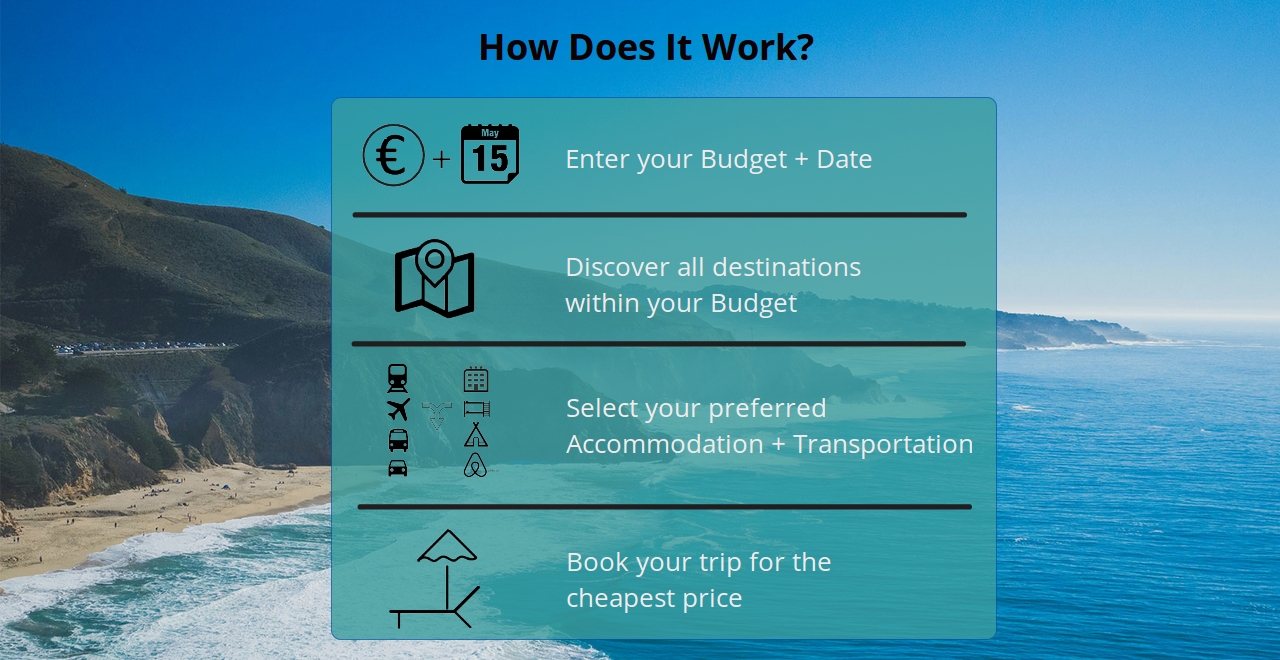 How Does It Work?
€ + May
15
Enter your Budget + Date
Discover all destinations
within your Budget
Select your preferred
Accommodation + Transportation
Book your trip for the
cheapest price